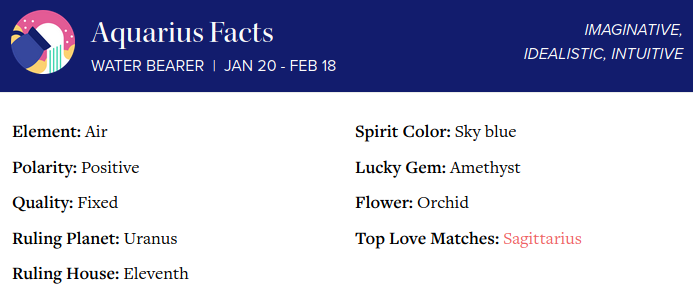 Aquarius Facts
WATER BEARER | JAN 20 - FEB 18
IMAGINATIVE,
IDEALISTIC, INTUITIVE
Element: Air
Polarity: Positive
Quality: Fixed
Ruling Planet: Uranus
Ruling House: Eleventh
Spirit Color: Sky blue
Lucky Gem: Amethyst
Flower: Orchid
Top Love Matches: Sagittarius